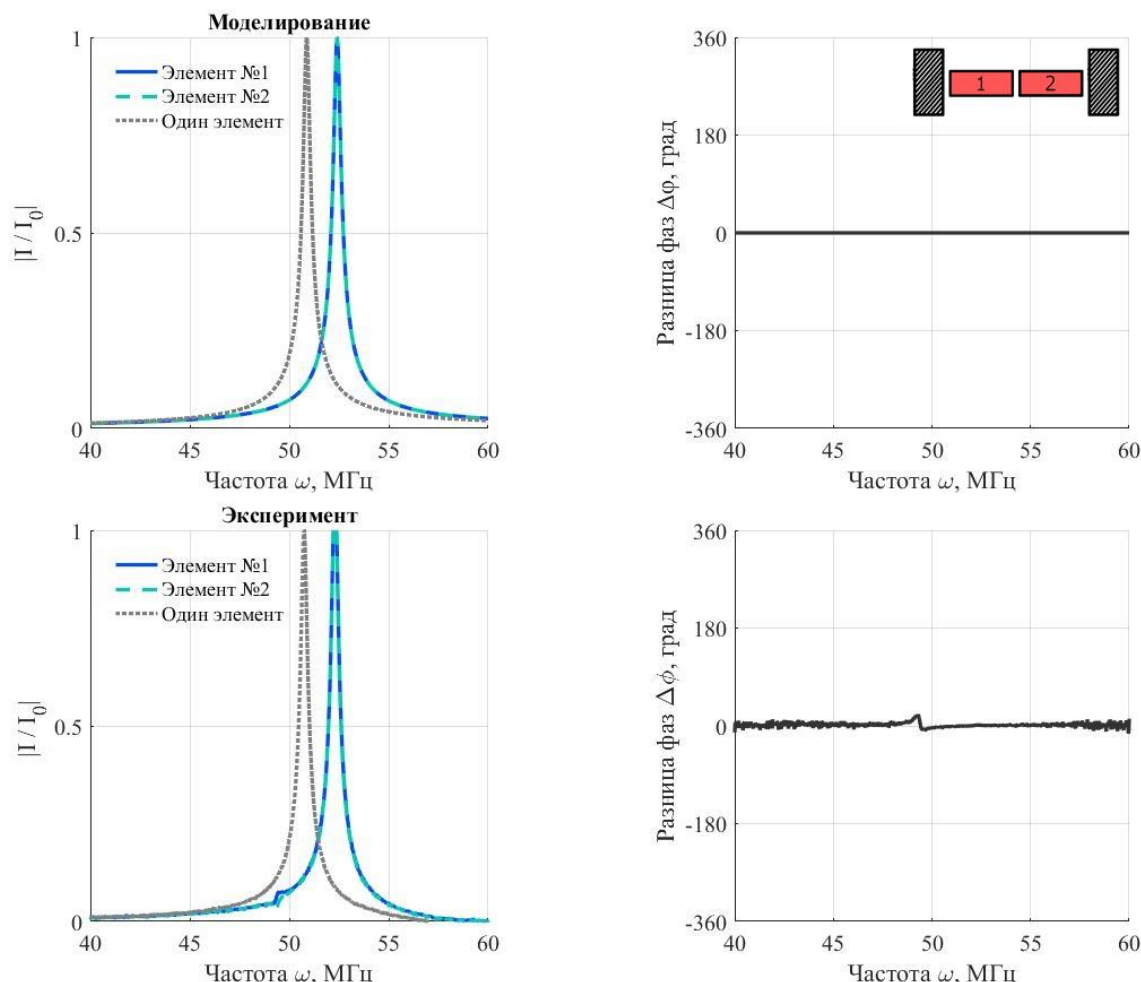 Моделирование
1
Элемент №1
Элемент №2
Один элемент
0.5
0
|I / I₀|
40 45 50 55 60
Частота ω, МГц
360
180
0
-180
-360
Разница фаз Δφ, град
1 2
40 45 50 55 60
Частота ω, МГц
Эксперимент
1
Элемент №1
Элемент №2
Один элемент
0.5
0
|I / I₀|
40 45 50 55 60
Частота ω, МГц
360
180
0
-180
-360
Разница фаз Δϕ, град
40 45 50 55 60
Частота ω, МГц